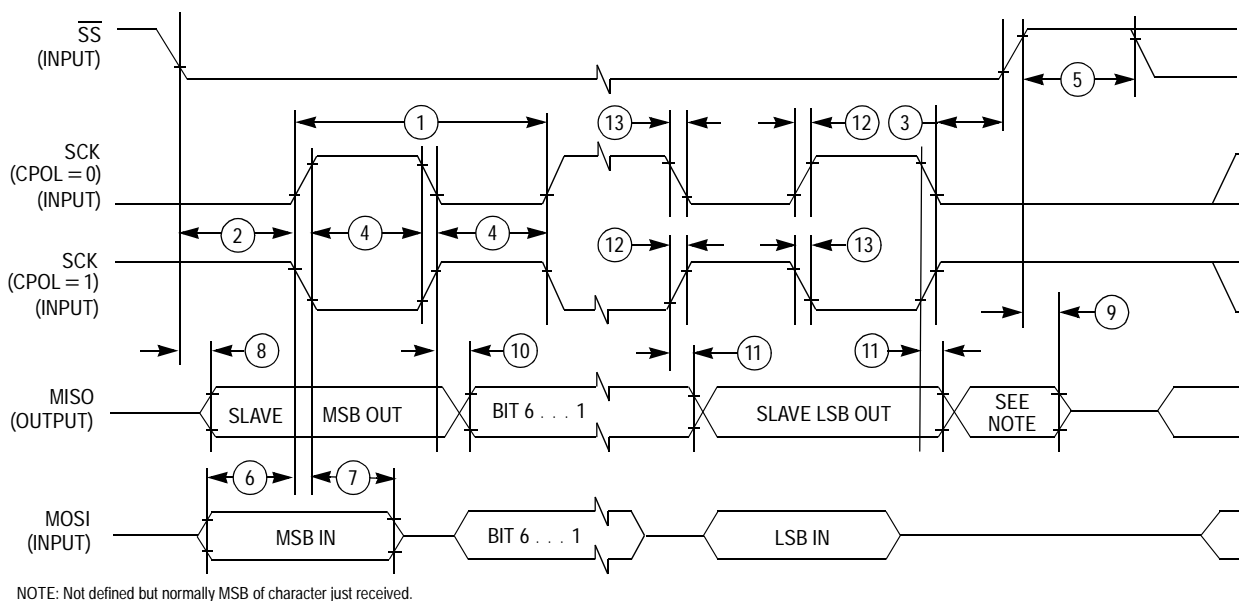 SS
(INPUT)
5
1
13
12
3
SCK
(CPOL = 0)
(INPUT)
2
4
4
12
13
SCK
(CPOL = 1)
(INPUT)
8
10
11
11
9
MISO
(OUTPUT)
SLAVE
MSB OUT
BIT 6 . . . 1
SLAVE LSB OUT
SEE
NOTE
6
7
MOSI
(INPUT)
MSB IN
BIT 6 . . . 1
LSB IN
NOTE: Not defined but normally MSB of character just received.